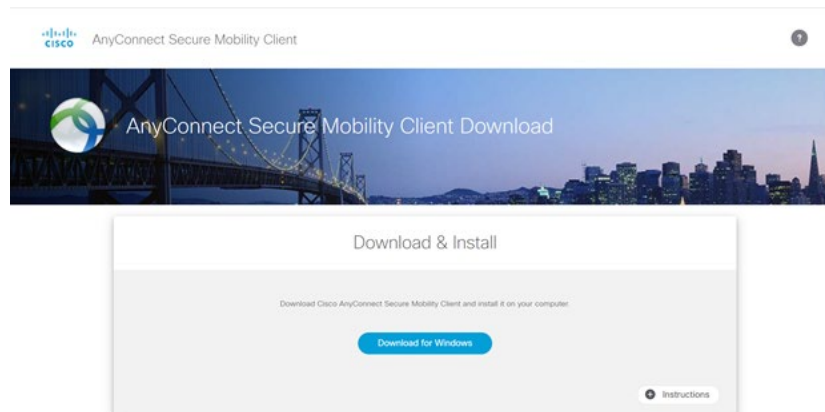 CISCO AnyConnect Secure Mobility Client ?
AnyConnect Secure Mobility Client Download
Download & Install
Download Cisco AnyConnect Secure Mobility Client and install it on your computer.
Download for Windows
Instructions